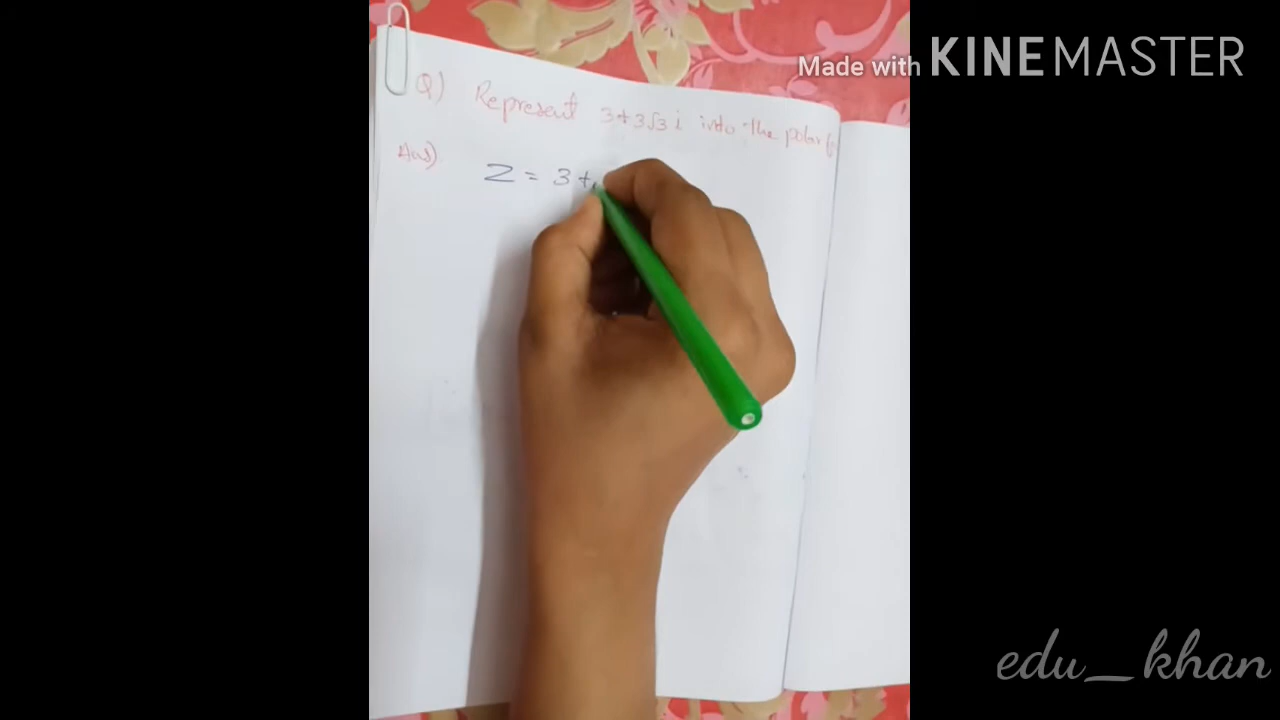 Made with KINEMASTER
Q) Represent 3+3√3 i into the polar
Ans)
Z = 3 +
edu_khan